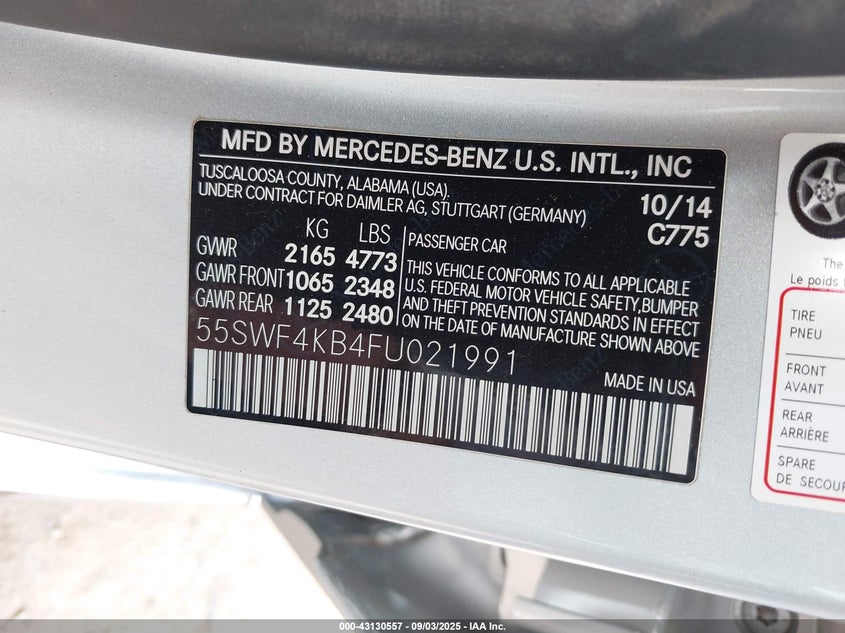 MFD BY MERCEDES-BENZ U.S. INTL., INC
TUSCALOOSA COUNTY, ALABAMA (USA).
UNDER CONTRACT FOR DAIMLER AG, STUTTGART (GERMANY)
10/14
C775
KG LBS
GVWR 2165 4773
GAWR FRONT 1065 2348
GAWR REAR 1125 2480
PASSENGER CAR
THIS VEHICLE CONFORMS TO ALL APPLICABLE
U.S. FEDERAL MOTOR VEHICLE SAFETY, BUMPER
AND THEFT PREVENTION STANDARDS IN EFFECT
ON THE DATE OF MANUFACTURE SHOWN ABOVE
55SWF4KB4FU021991
MADE IN USA
The
Le poids
TIRE
PNEU
FRONT
AVANT
REAR
ARRIÈRE
SPARE
DE SECOUR
000-43130557 - 09/03/2025 - IAA Inc.